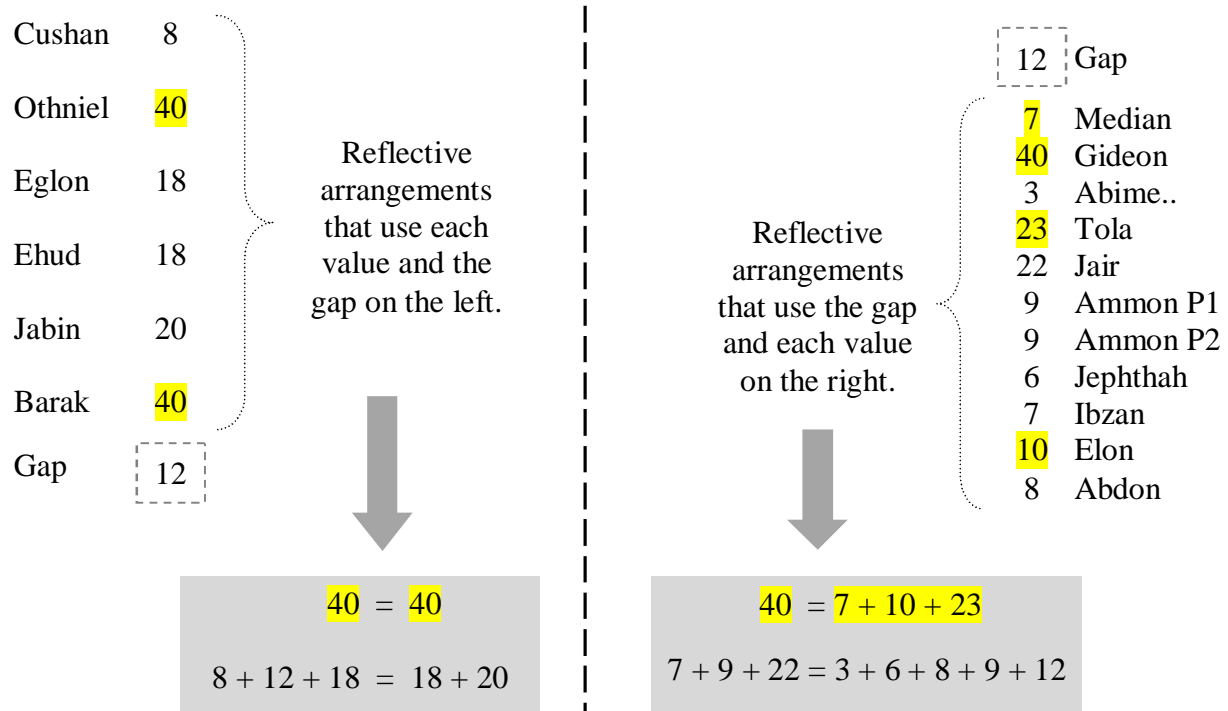 Cushan 8
Othniel 40
Eglon 18
Ehud 18
Jabin 20
Barak 40
Gap 12
Reflective
arrangements
that use each
value and the
gap on the left.
40 = 40
8 + 12 + 18 = 18 + 20
12 Gap
7 Median
40 Gideon
3 Abime..
23 Tola
22 Jair
9 Ammon P1
9 Ammon P2
6 Jephthah
7 Ibzan
10 Elon
8 Abdon
Reflective
arrangements
that use the gap
and each value
on the right.
40 = 7 + 10 + 23
7 + 9 + 22 = 3 + 6 + 8 + 9 + 12